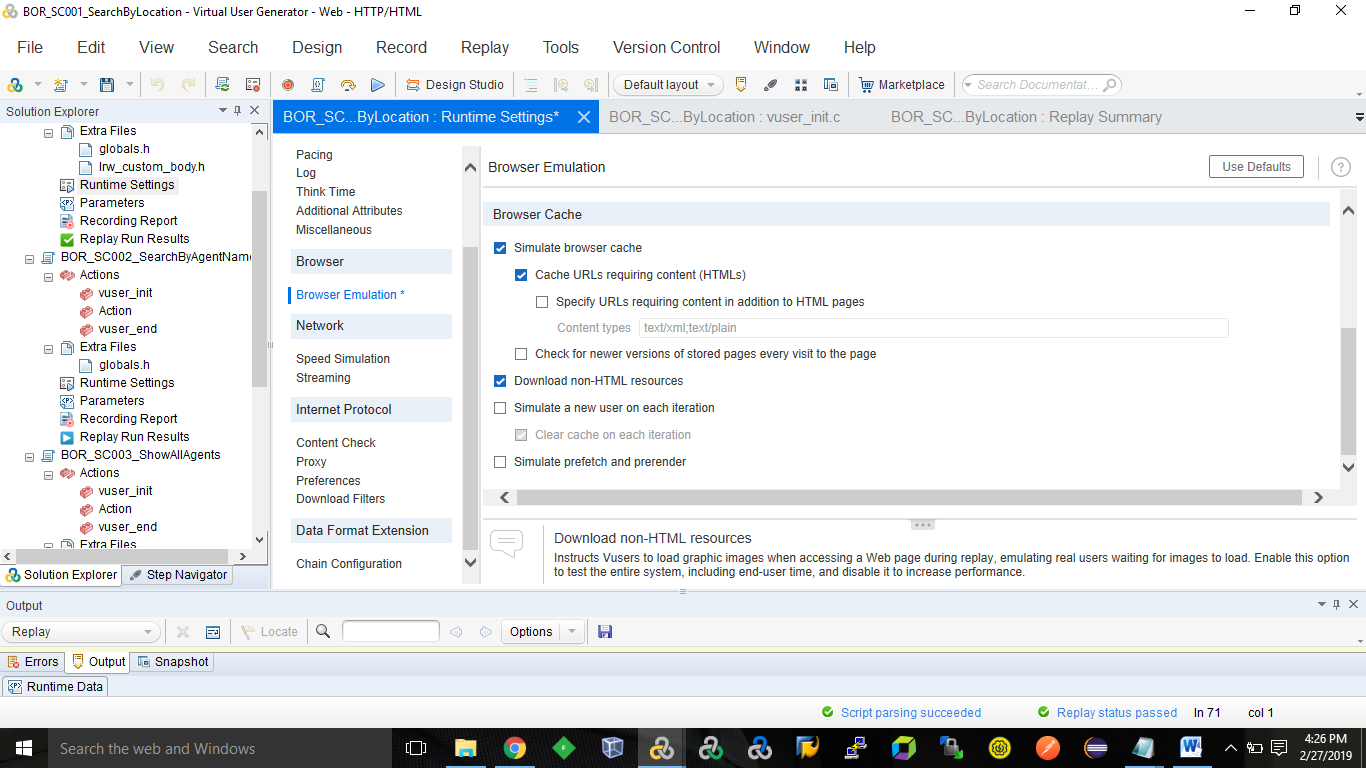 BOR_SC001_SearchByLocation - Virtual User Generator - Web - HTTP/HTML
File Edit View Search Design Record Replay Tools Version Control Window Help
Design Studio Default layout Marketplace Search Documentat...
Solution Explorer
Extra Files
globals.h
lrw_custom_body.h
Runtime Settings
Parameters
Recording Report
Replay Run Results
BOR_SC002_SearchByAgentName
Actions
vuser_init
Action
vuser_end
Extra Files
globals.h
Runtime Settings
Parameters
Recording Report
Replay Run Results
BOR_SC003_ShowAllAgents
Actions
vuser_init
Action
vuser_end
Extra Files
Solution Explorer Step Navigator
BOR_SC...ByLocation : Runtime Settings* BOR_SC...ByLocation : vuser_init.c BOR_SC...ByLocation : Replay Summary
Pacing
Log
Think Time
Additional Attributes
Miscellaneous
Browser
Browser Emulation *
Network
Speed Simulation
Streaming
Internet Protocol
Content Check
Proxy
Preferences
Download Filters
Data Format Extension
Chain Configuration
Browser Emulation Use Defaults ?
Browser Cache
Simulate browser cache
Cache URLs requiring content (HTMLs)
Specify URLs requiring content in addition to HTML pages
Content types text/xml;text/plain
Check for newer versions of stored pages every visit to the page
Download non-HTML resources
Simulate a new user on each iteration
Clear cache on each iteration
Simulate prefetch and prerender
Download non-HTML resources
Instructs Vusers to load graphic images when accessing a Web page during replay, emulating real users waiting for images to load. Enable this option
to test the entire system, including end-user time, and disable it to increase performance.
Output
Replay Locate Options
Errors Output Snapshot
Runtime Data
Script parsing succeeded Replay status passed ln 71 col 1
Search the web and Windows
4:26 PM
2/27/2019